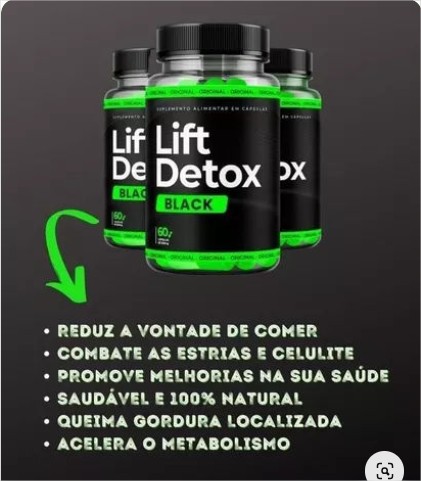 ORIGINAL
SUPLEMENTO ALIMENTAR EM CÁPSULAS
Lift
Detox
BLACK
60
REDUZ A VONTADE DE COMER
COMBATE AS ESTRIAS E CELULITE
PROMOVE MELHORIAS NA SUA SAÚDE
SAUDÁVEL E 100% NATURAL
QUEIMA GORDURA LOCALIZADA
ACELERA O METABOLISMO